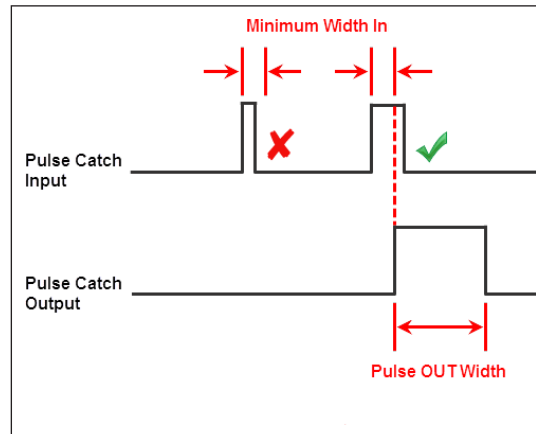 Minimum Width In
Pulse Catch
Input
Pulse Catch
Output
Pulse OUT Width